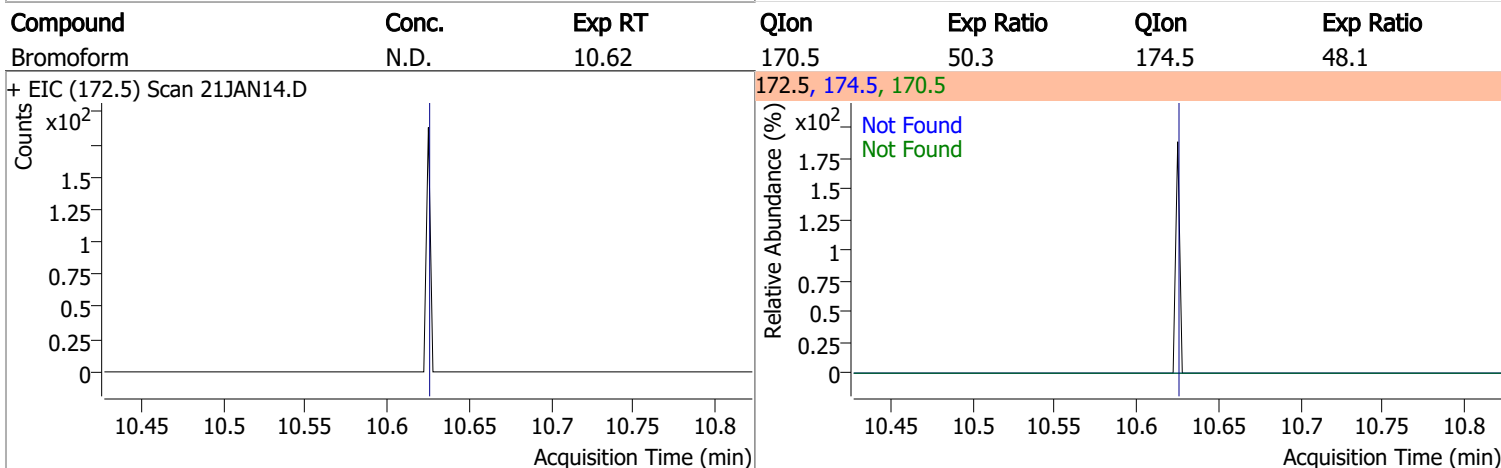 Compound Conc. Exp RT QIon Exp Ratio QIon Exp Ratio
Bromoform N.D. 10.62 170.5 50.3 174.5 48.1
+ EIC (172.5) Scan 21JAN14.D
Counts
x10²
1.5
1.25
1
0.75
0.5
0.25
0
10.45 10.5 10.55 10.6 10.65 10.7 10.75 10.8
Acquisition Time (min)
172.5, 174.5, 170.5
Relative Abundance (%)
x10²
Not Found
Not Found
1.75
1.5
1.25
1
0.75
0.5
0.25
0
10.45 10.5 10.55 10.6 10.65 10.7 10.75 10.8
Acquisition Time (min)